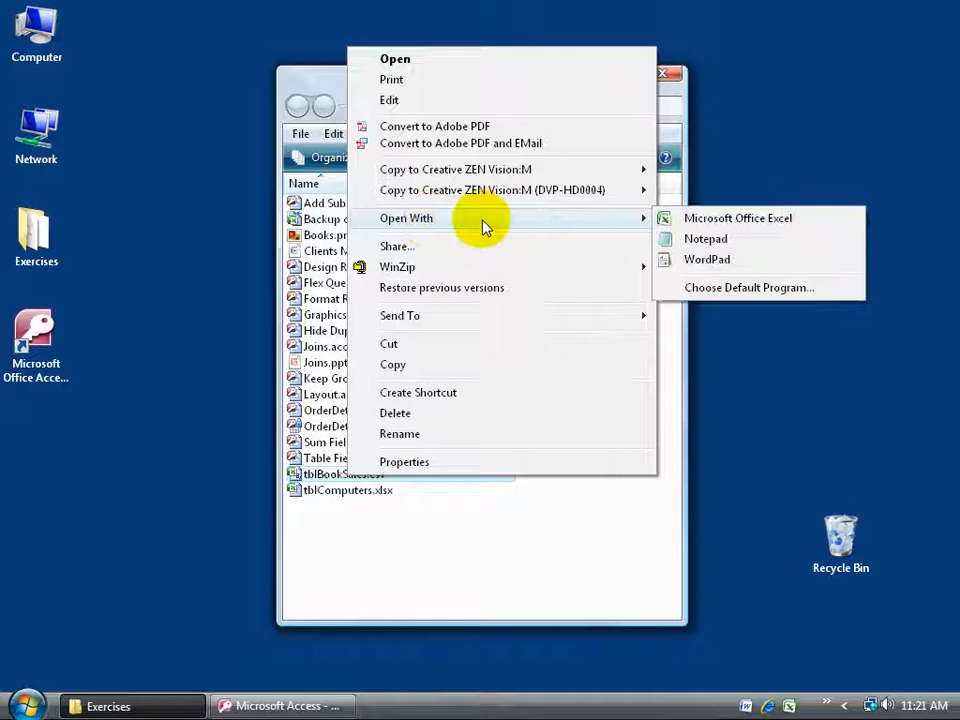 Computer
Network
Exercises
Microsoft
Office Acce...
File Edit
Organi
Name
Add Sub
Backup
Books.pr
Clients
Design R
Flex Que
Format R
Graphics
Hide Dup
Joins.acc
Joins.ppt
Keep Gro
Layout.a
OrderDet
OrderDet
Sum Fiel
Table Fie
tblBookSales.csv
tblComputers.xlsx
Open
Print
Edit
Convert to Adobe PDF
Convert to Adobe PDF and EMail
Copy to Creative ZEN Vision:M
Copy to Creative ZEN Vision:M (DVP-HD0004)
Open With
Share...
WinZip
Restore previous versions
Send To
Cut
Copy
Create Shortcut
Delete
Rename
Properties
Microsoft Office Excel
Notepad
WordPad
Choose Default Program...
Recycle Bin
Exercises
Microsoft Access - ...
11:21 AM